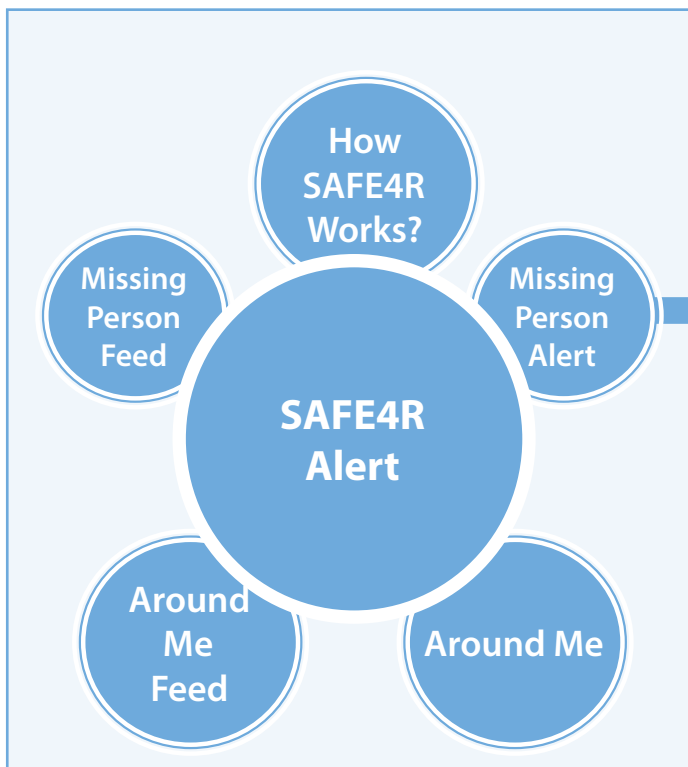 How
SAFE4R
Works?
Missing
Person
Feed
Missing
Person
Alert
SAFE4R
Alert
Around
Me
Feed
Around Me